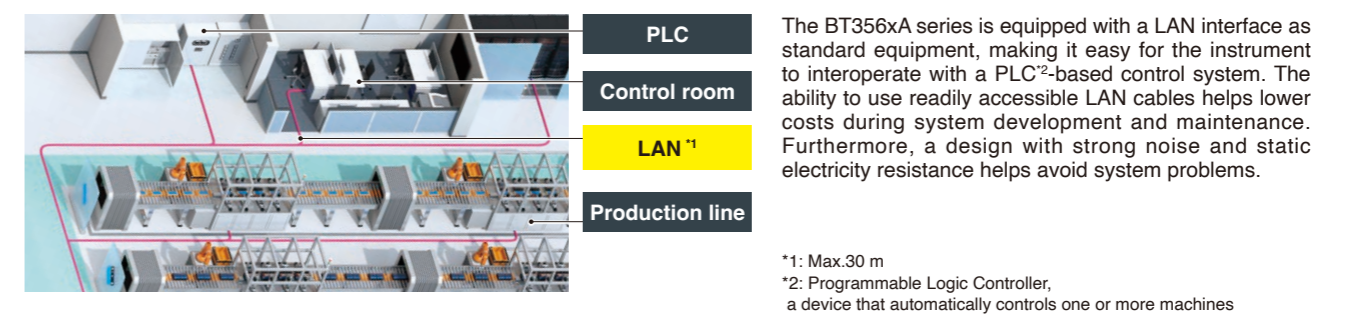 PLC
Control room
LAN *1
Production line
The BT356xA series is equipped with a LAN interface as
standard equipment, making it easy for the instrument
to interoperate with a PLC*2-based control system. The
ability to use readily accessible LAN cables helps lower
costs during system development and maintenance.
Furthermore, a design with strong noise and static
electricity resistance helps avoid system problems.
*1: Max.30 m
*2: Programmable Logic Controller,
a device that automatically controls one or more machines